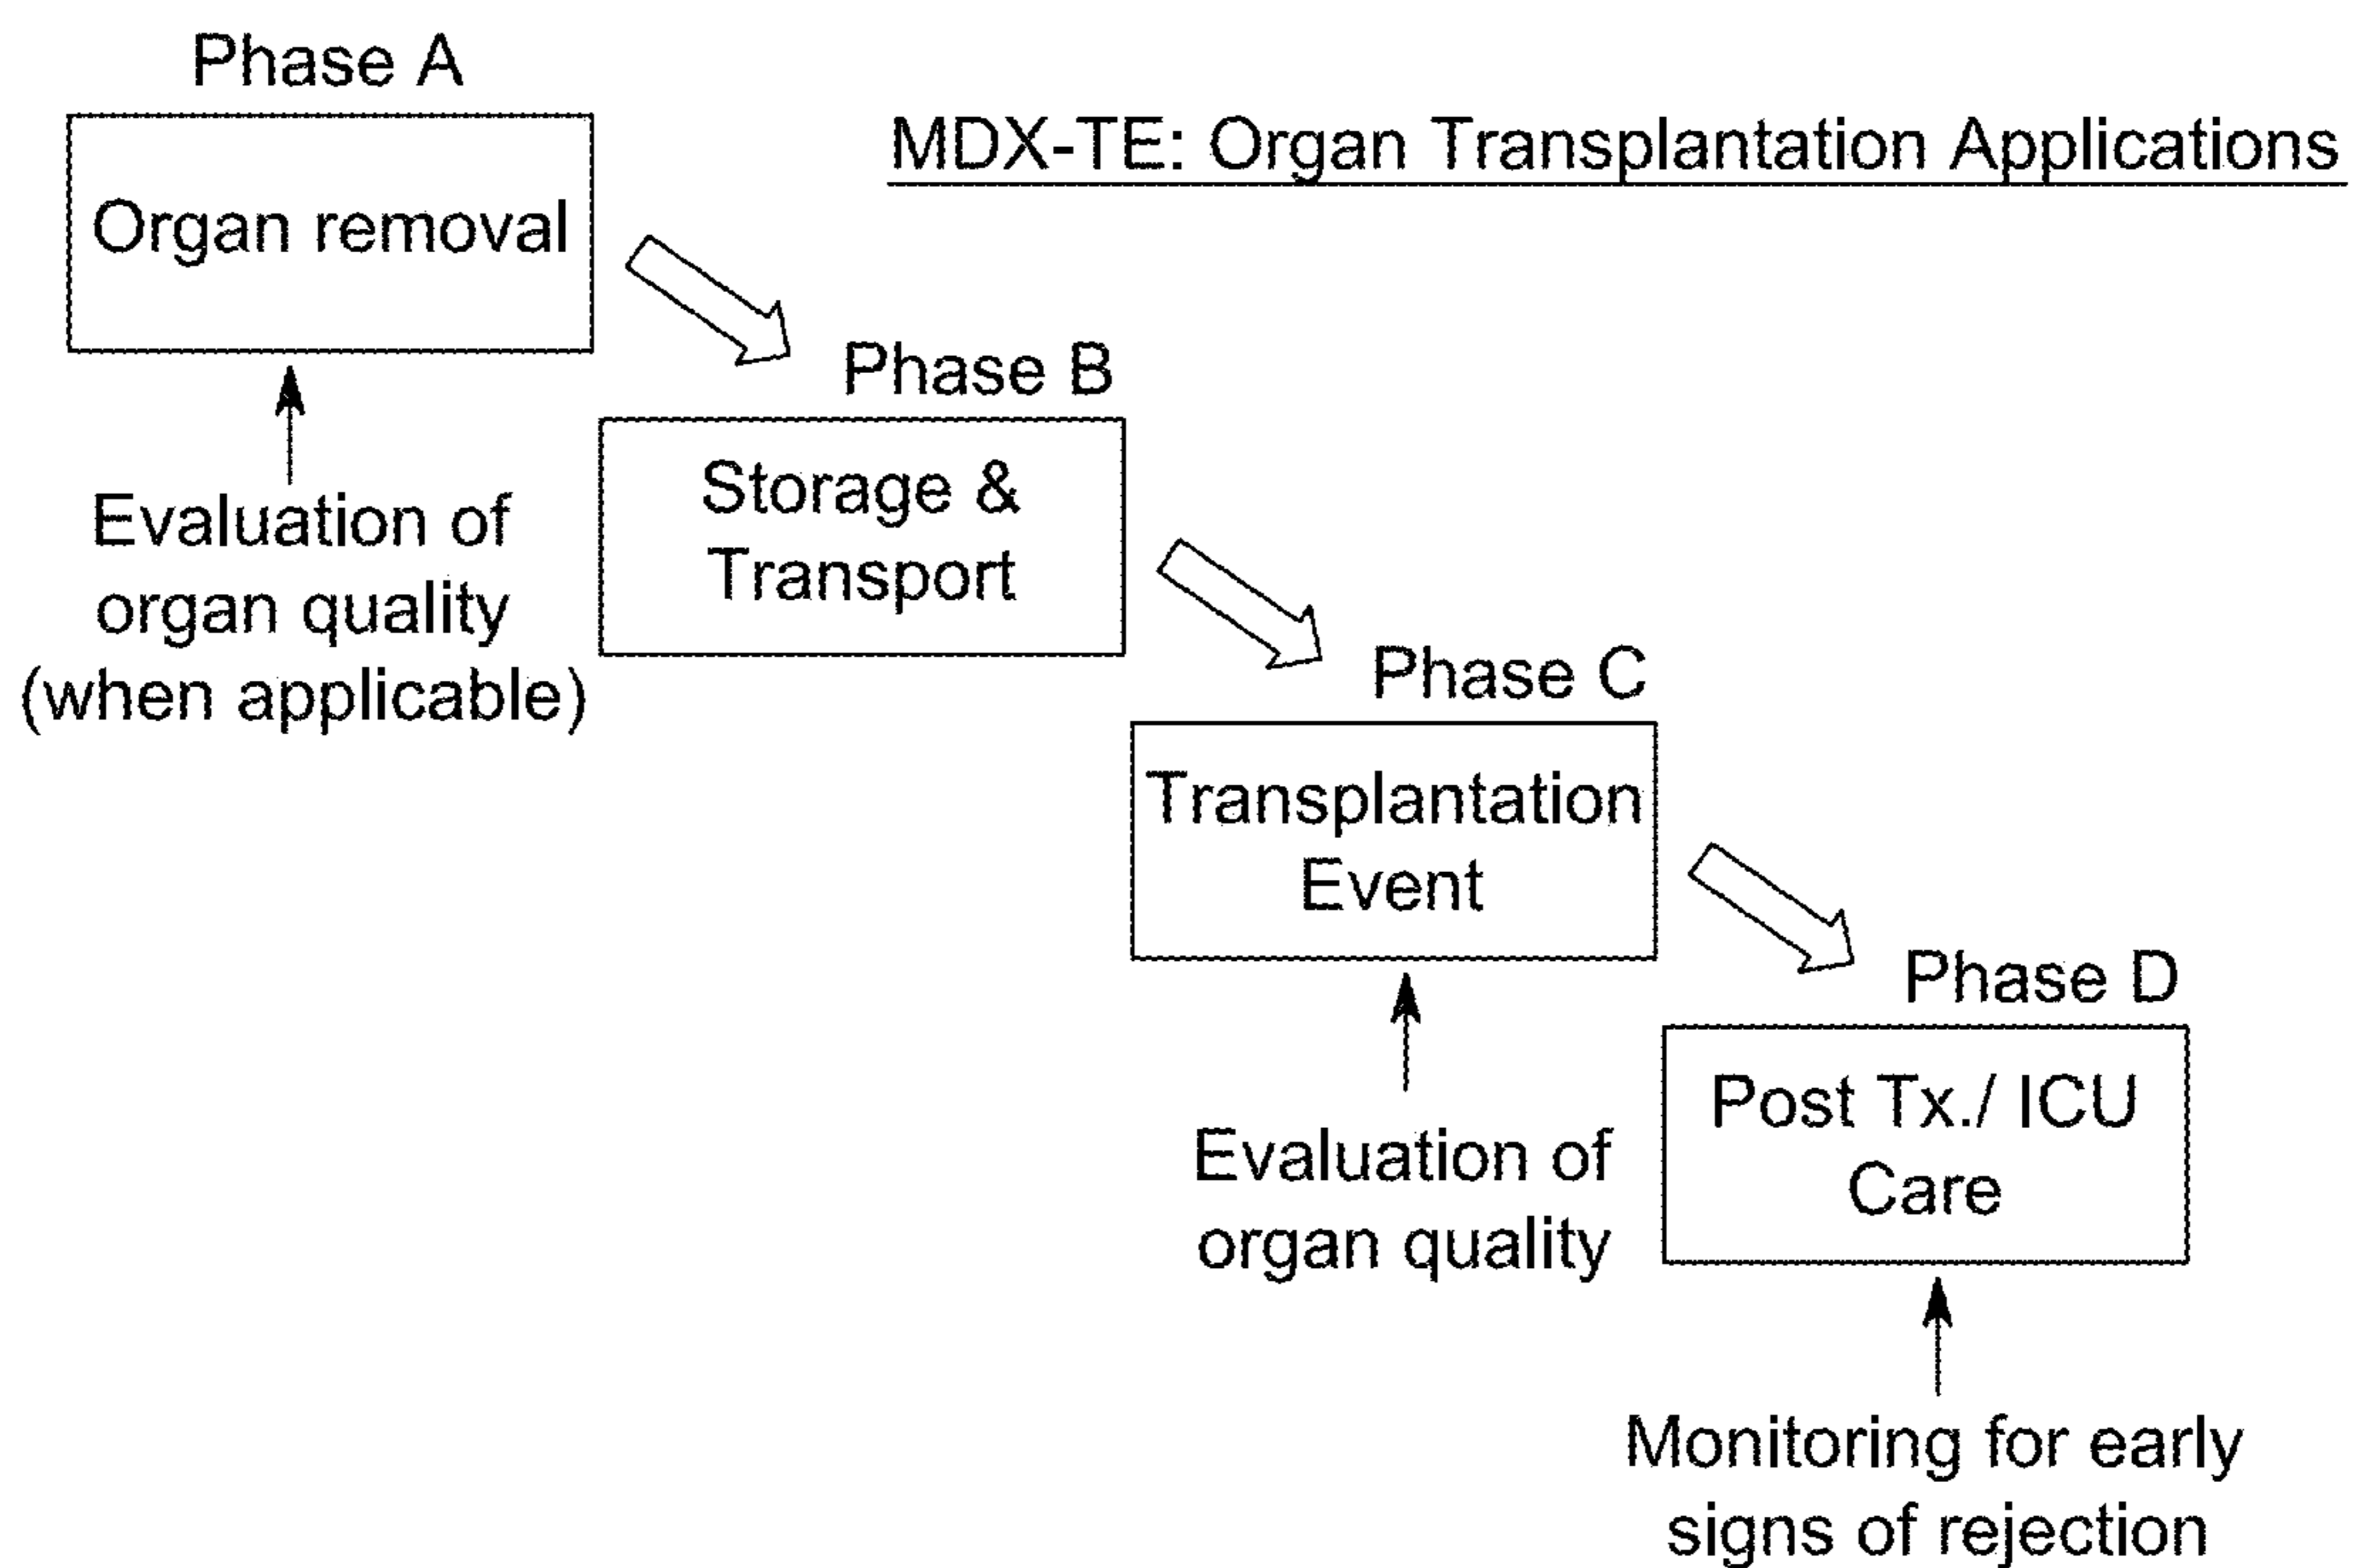 Phase A
MDX-TE: Organ Transplantation Applications
Organ removal
Evaluation of
organ quality
(when applicable)
Phase B
Storage &
Transport
Phase C
Transplantation
Event
Evaluation of
organ quality
Phase D
Post Tx./ ICU
Care
Monitoring for early
signs of rejection